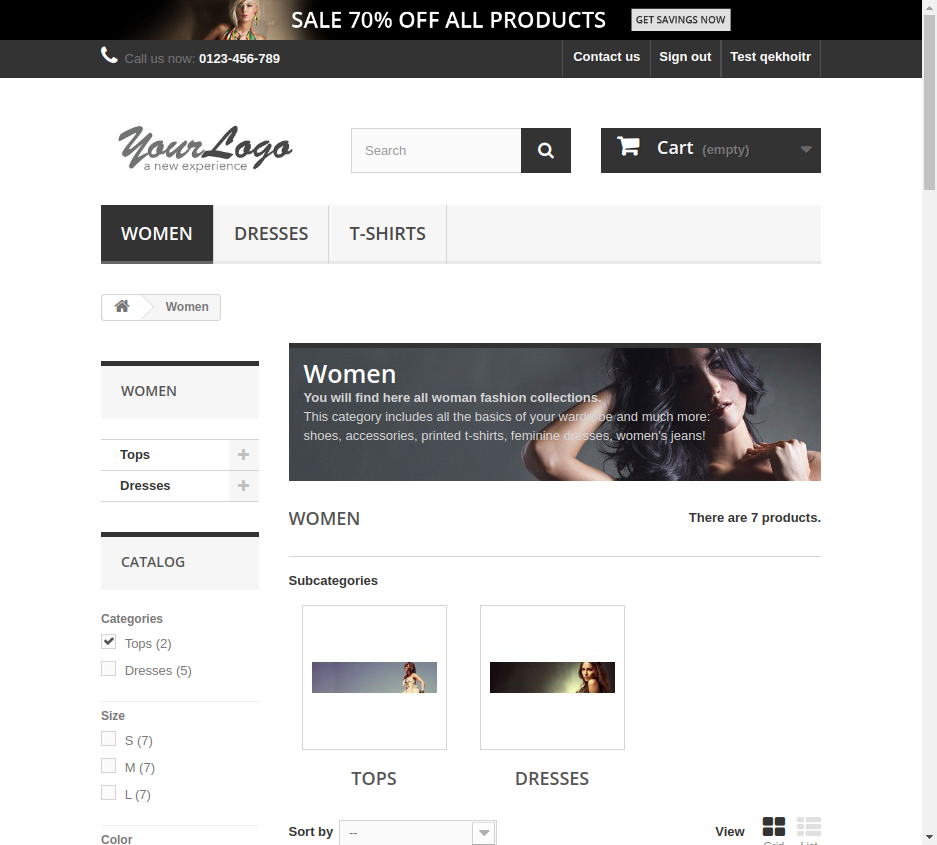 SALE 70% OFF ALL PRODUCTS GET SAVINGS NOW
Call us now: 0123-456-789 Contact us Sign out Test qekhoitr
YourLogo
a new experience
Search
Cart (empty)
WOMEN DRESSES T-SHIRTS
Women
WOMEN
Tops
Dresses
CATALOG
Categories
Tops (2)
Dresses (5)
Size
S (7)
M (7)
L (7)
Color
Women
You will find here all woman fashion collections.
This category includes all the basics of your wardrobe and much more:
shoes, accessories, printed t-shirts, feminine dresses, women's jeans!
WOMEN There are 7 products.
Subcategories
TOPS DRESSES
Sort by -- View
Grid List